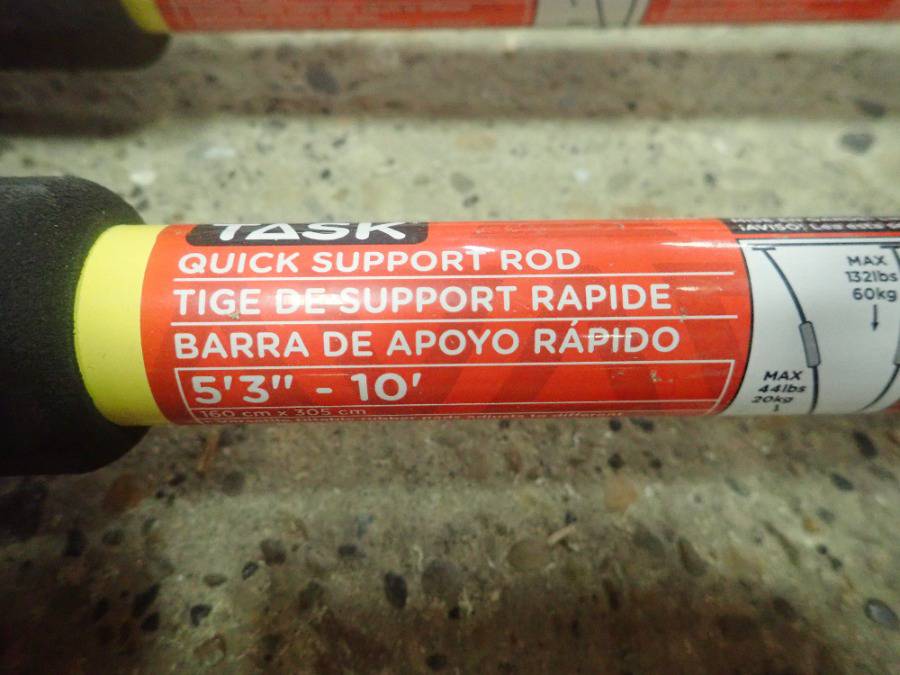 TASK
QUICK SUPPORT ROD
TIGE DE SUPPORT RAPIDE
BARRA DE APOYO RÁPIDO
5'3" - 10'
160 cm x 305 cm
¡AVISO!
MAX
132lbs
60kg
MAX
44lbs
20kg